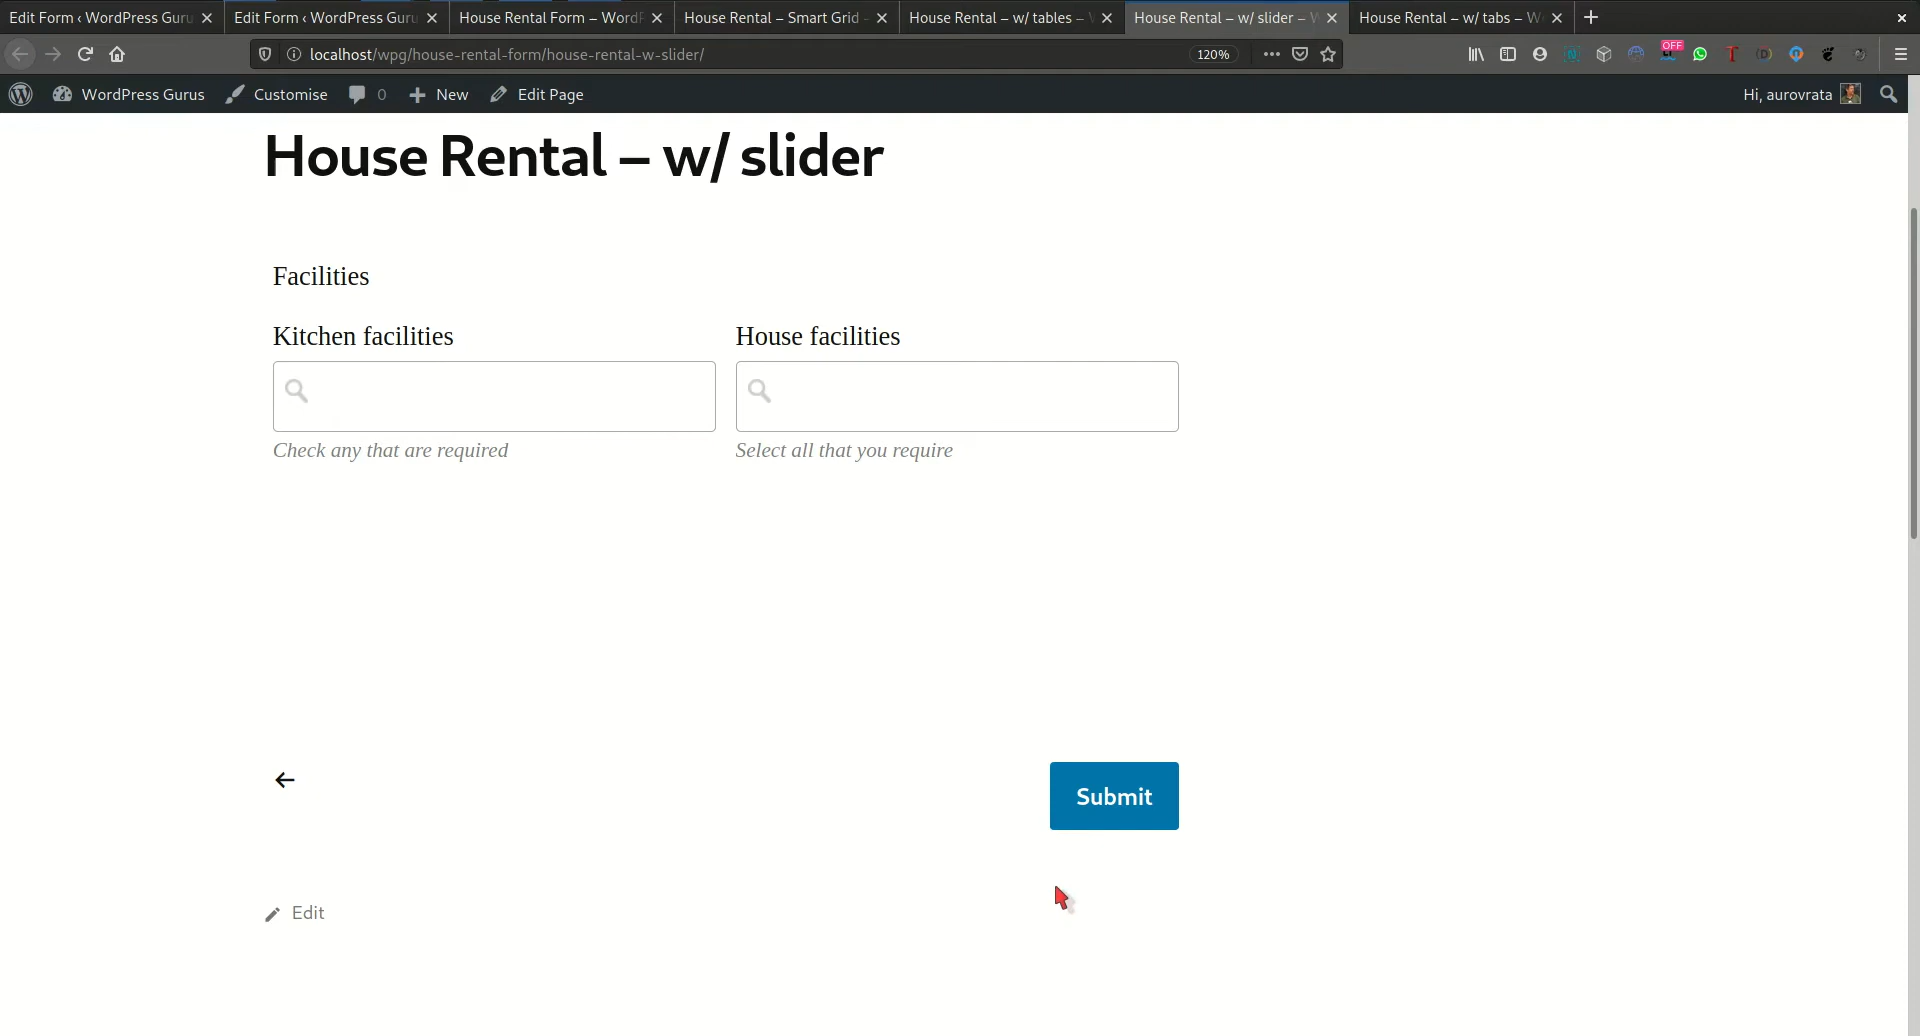 Edit Form ‹ WordPress Guru
Edit Form ‹ WordPress Guru
House Rental Form – Word
House Rental – Smart Grid –
House Rental – w/ tables –
House Rental – w/ slider –
House Rental – w/ tabs –
localhost/wpg/house-rental-form/house-rental-w-slider/
120%
OFF
WordPress Gurus
Customise
0
New
Edit Page
Hi, aurovrata
House Rental – w/ slider
Facilities
Kitchen facilities
House facilities
Check any that are required
Select all that you require
Submit
Edit